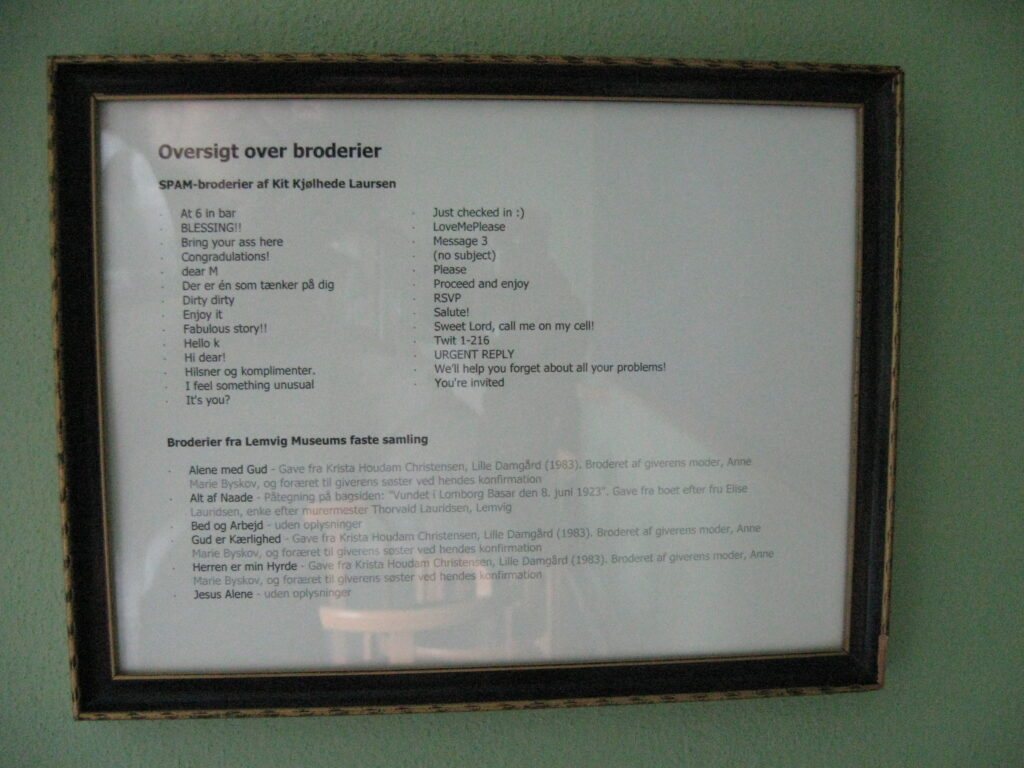 Oversigt over broderier
SPAM-broderier af Kit Kjølhede Laursen
At 6 in bar
BLESSING!!
Bring your ass here
Congradulations!
dear M
Der er én som tænker på dig
Dirty dirty
Enjoy it
Fabulous story!!
Hello k
Hi dear!
Hilsner og komplimenter.
I feel something unusual
It's you?
Just checked in :)
LoveMePlease
Message 3
(no subject)
Please
Proceed and enjoy
RSVP
Salute!
Sweet Lord, call me on my cell!
Twit 1-216
URGENT REPLY
We'll help you forget about all your problems!
You're invited
Broderier fra Lemvig Museums faste samling
Alene med Gud - Gave fra Krista Houdam Christensen, Lille Damgård (1983). Broderet af giverens moder, Anne
Marie Byskov, og foræret til giverens søster ved hendes konfirmation
Alt af Naade - Påtegning på bagsiden: "Vundet i Lomborg Basar den 8. juni 1923". Gave fra boet efter fru Elise
Lauridsen, enke efter murermester Thorvald Lauridsen, Lemvig
Bed og Arbejd - uden oplysninger
Gud er Kærlighed - Gave fra Krista Houdam Christensen, Lille Damgård (1983). Broderet af giverens moder, Anne
Marie Byskov, og foræret til giverens søster ved hendes konfirmation
Herren er min Hyrde - Gave fra Krista Houdam Christensen, Lille Damgård (1983). Broderet af giverens moder, Anne
Marie Byskov, og foræret til giverens søster ved hendes konfirmation
Jesus Alene - uden oplysninger